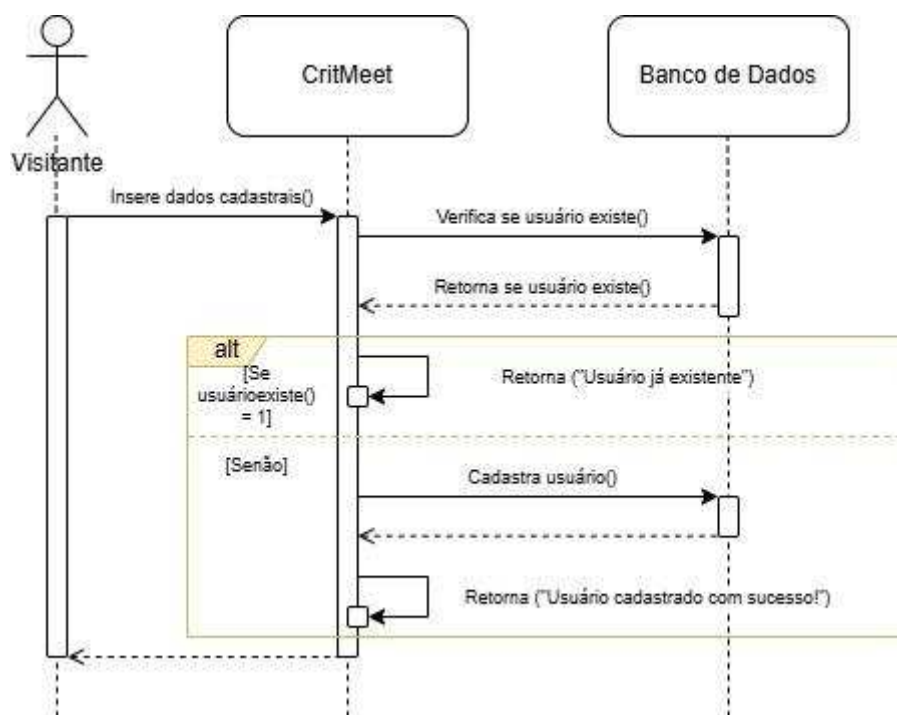 CritMeet
Banco de Dados
Visitante
Insere dados cadastrais()
Verifica se usuário existe()
Retorna se usuário existe()
alt
[Se
usuárioexiste()
= 1]
Retorna ("Usuário já existente")
[Senão]
Cadastra usuário()
Retorna ("Usuário cadastrado com sucesso!")